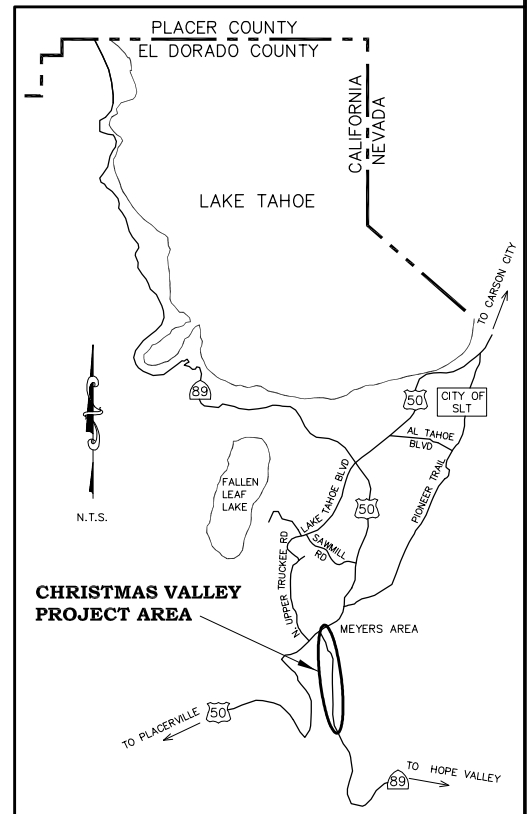 PLACER COUNTY
EL DORADO COUNTY
CALIFORNIA
NEVADA
LAKE TAHOE
TO CARSON CITY
89
50
CITY OF
SLT
AL TAHOE
BLVD
PIONEER TRAIL
FALLEN
LEAF
LAKE
LAKE TAHOE BLVD
50
N.T.S.
SAWMILL
RD
N. UPPER TRUCKEE RD
CHRISTMAS VALLEY
PROJECT AREA
MEYERS AREA
TO PLACERVILLE
50
TO HOPE VALLEY
89